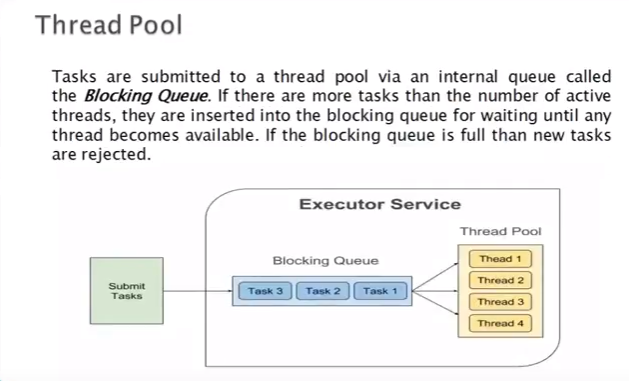 Thread Pool
Tasks are submitted to a thread pool via an internal queue called
the Blocking Queue. If there are more tasks than the number of active
threads, they are inserted into the blocking queue for waiting until any
thread becomes available. If the blocking queue is full than new tasks
are rejected.
Executor Service
Thread Pool
Blocking Queue
Submit
Tasks
Task 3
Task 2
Task 1
Thead 1
Thread 2
Thread 3
Thread 4